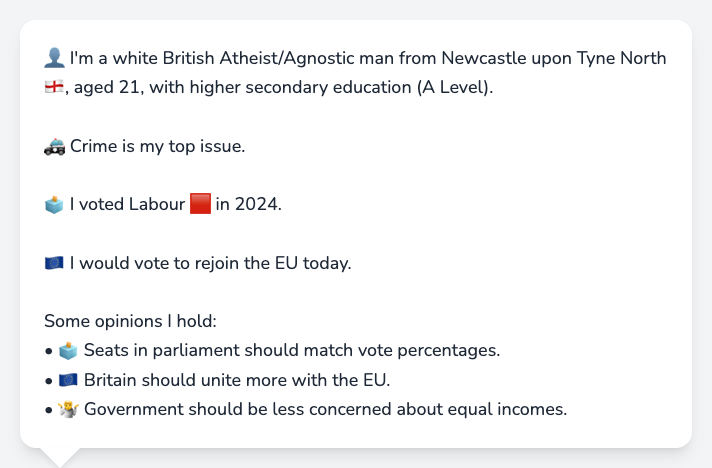 👤 I'm a white British Atheist/Agnostic man from Newcastle upon Tyne North
🏴󠁧󠁢󠁥󠁮󠁧󠁿, aged 21, with higher secondary education (A Level).
🚓 Crime is my top issue.
🗳️ I voted Labour 🟥 in 2024.
🇪🇺 I would vote to rejoin the EU today.
Some opinions I hold:
• 🗳️ Seats in parliament should match vote percentages.
• 🇪🇺 Britain should unite more with the EU.
• 🤷 Government should be less concerned about equal incomes.